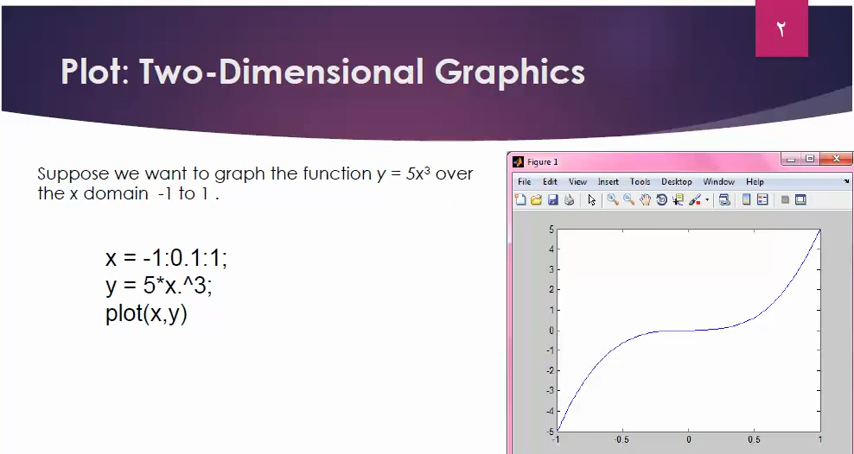 ٢
Plot: Two-Dimensional Graphics
Suppose we want to graph the function y = 5x³ over
the x domain -1 to 1 .
x = -1:0.1:1;
y = 5*x.^3;
plot(x,y)
Figure 1
File Edit View Insert Tools Desktop Window Help
5
4
3
2
1
0
-1
-2
-3
-4
-5
-1 -0.5 0 0.5 1